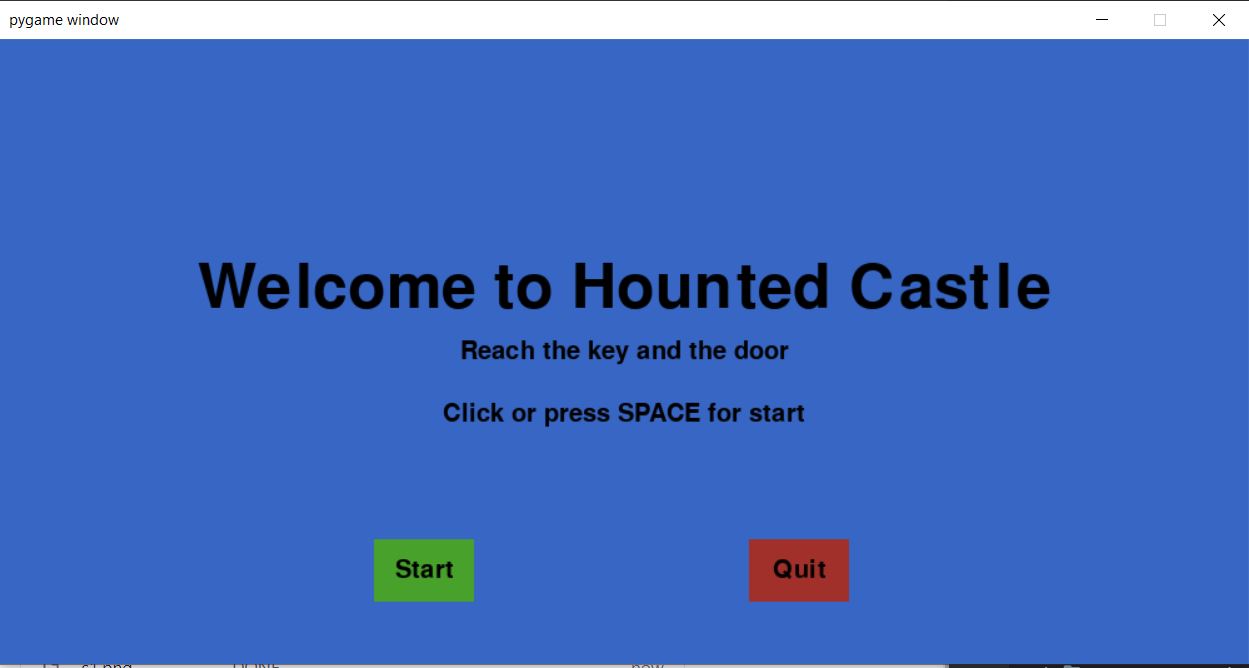 pygame window
Welcome to Hounted Castle
Reach the key and the door
Click or press SPACE for start
Start
Quit